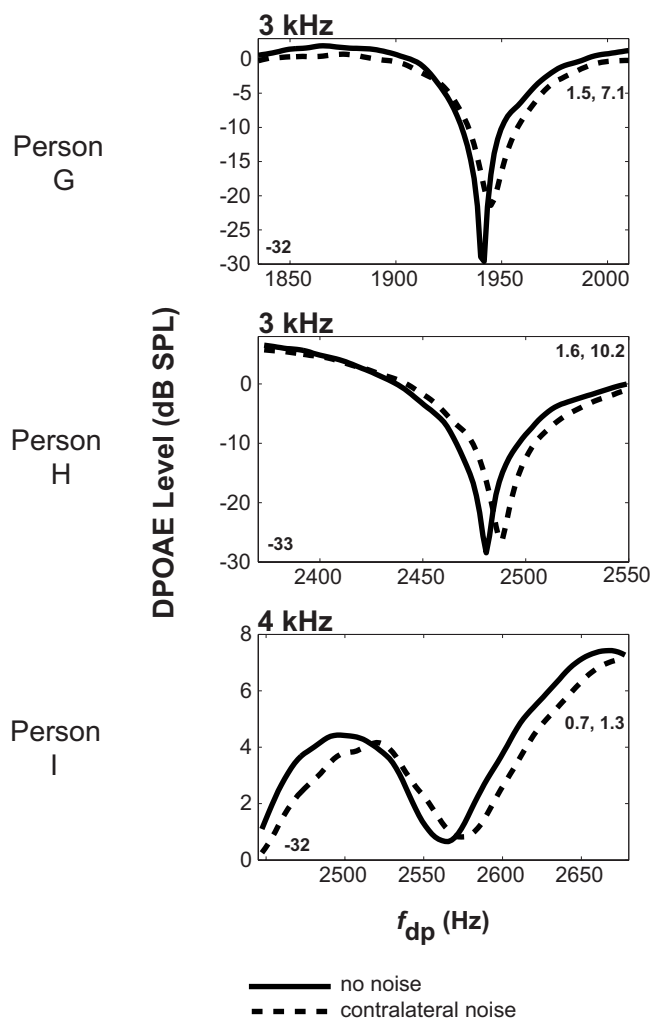 3 kHz
0
-5
-10
-15
-20
-25
-30
1.5, 7.1
-32
1850
1900
1950
2000
Person
G
3 kHz
0
-10
-20
-30
1.6, 10.2
-33
2400
2450
2500
2550
Person
H
DPOAE Level (dB SPL)
4 kHz
8
6
4
2
0
0.7, 1.3
-32
2500
2550
2600
2650
Person
I
fdp (Hz)
no noise
contralateral noise